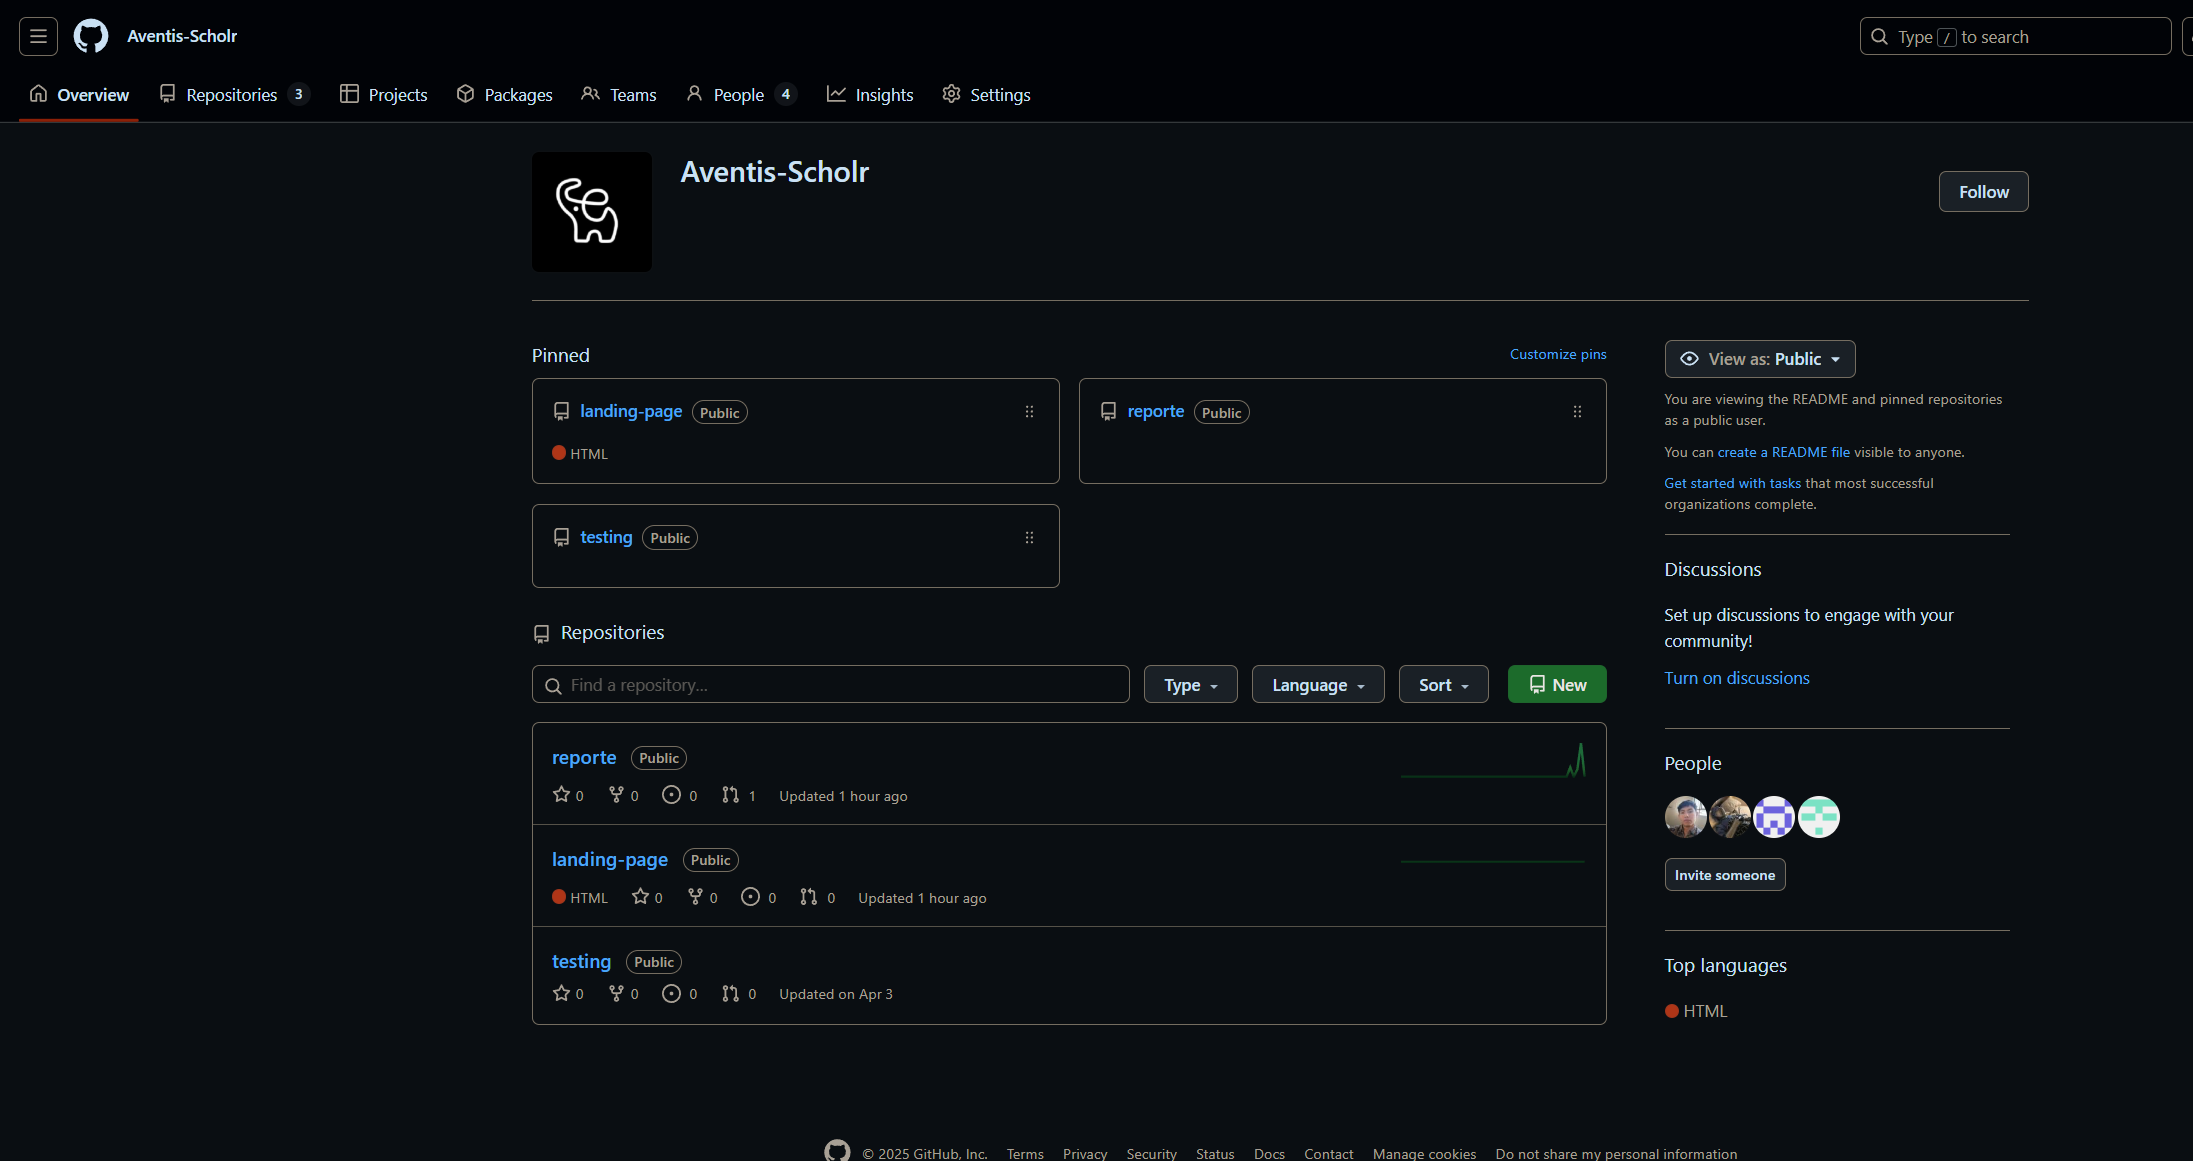 Aventis-Scholr
Type / to search
Overview Repositories 3 Projects Packages Teams People 4 Insights Settings
Aventis-Scholr
Follow
Pinned
Customize pins
landing-page Public
HTML
reporte Public
testing Public
View as: Public
You are viewing the README and pinned repositories
as a public user.
You can create a README file visible to anyone.
Get started with tasks that most successful
organizations complete.
Discussions
Set up discussions to engage with your
community!
Turn on discussions
Repositories
Find a repository...
Type
Language
Sort
New
reporte Public
0 0 0 1 Updated 1 hour ago
landing-page Public
HTML 0 0 0 0 Updated 1 hour ago
testing Public
0 0 0 0 Updated on Apr 3
People
Invite someone
Top languages
HTML
© 2025 GitHub, Inc. Terms Privacy Security Status Docs Contact Manage cookies Do not share my personal information